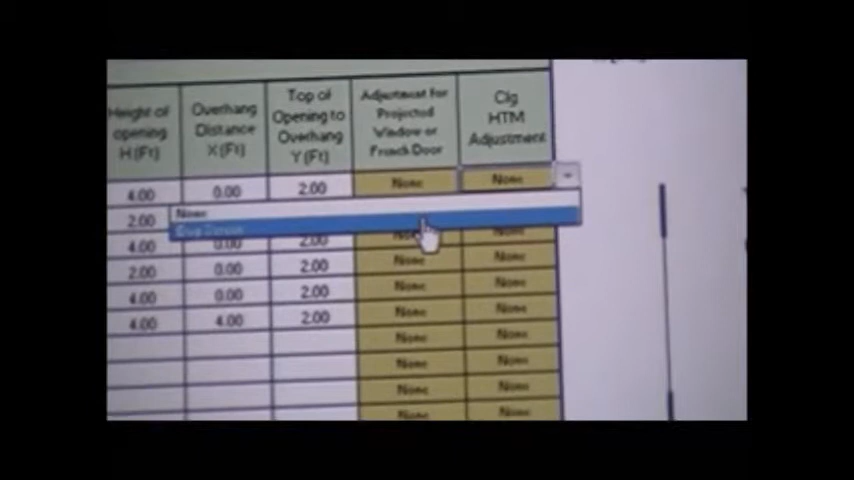 Height of opening H (Ft)
Overhang Distance X (Ft)
Top of Opening to Overhang Y (Ft)
Adjustment for Projected Window or French Door
Clg HTM Adjustment
4.00 0.00 2.00 None None
2.00 None
4.00 0.00 2.00 None None
2.00 0.00 2.00 None None
4.00 0.00 2.00 None None
4.00 4.00 2.00 None None
None None
None None
None None
None None